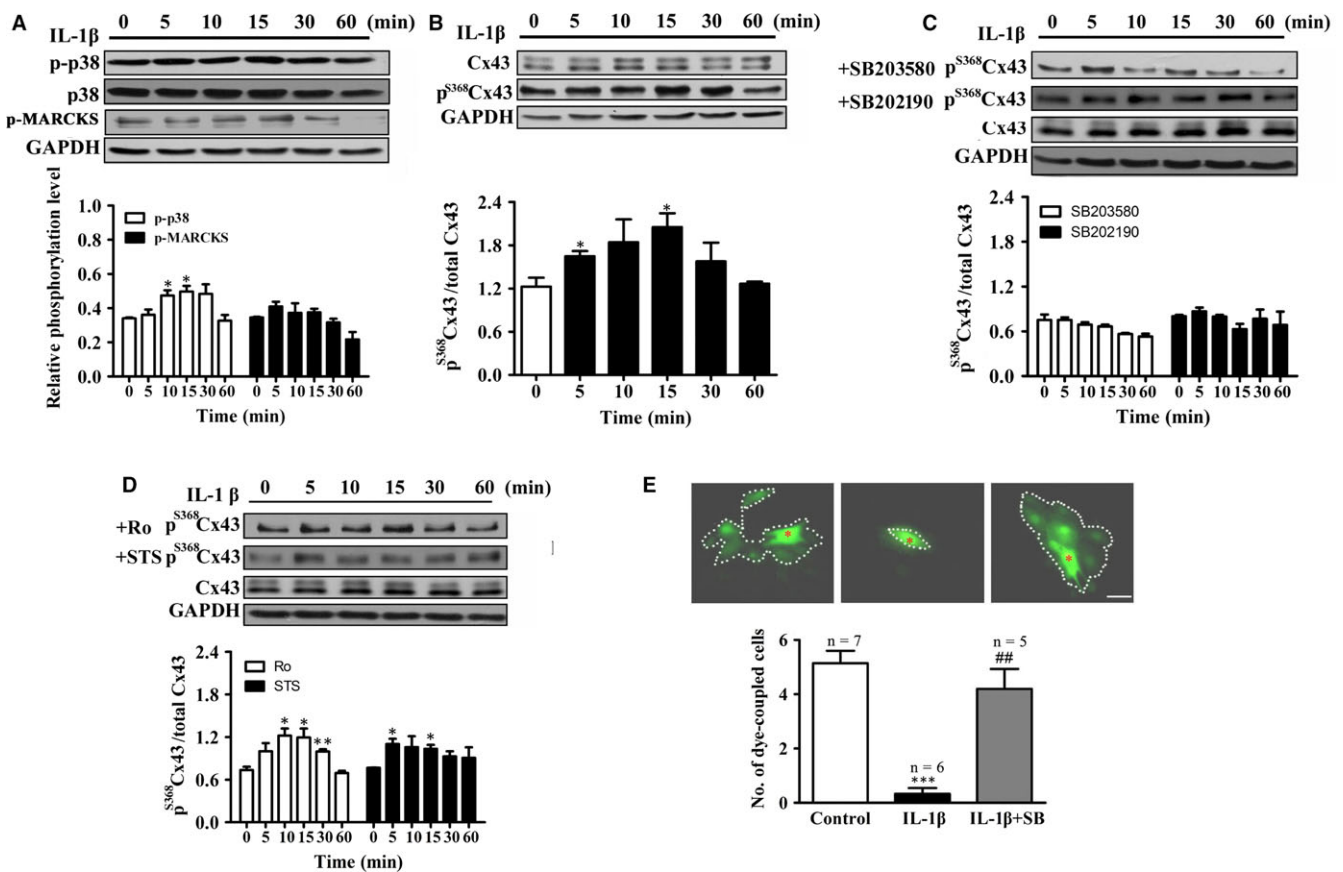 A
IL-1β
0 5 10 15 30 60 (min)
p-p38
p38
p-MARCKS
GAPDH
Relative phosphorylation level
1.0
0.8
0.6
0.4
0.2
0.0
p-p38
p-MARCKS
* *
0 5 10 15 30 60 0 5 10 15 30 60
Time (min)
B
IL-1β
0 5 10 15 30 60 (min)
Cx43
pS368Cx43
GAPDH
pS368Cx43/total Cx43
2.4
1.8
1.2
0.6
0.0
* *
0 5 10 15 30 60
Time (min)
C
IL-1β
0 5 10 15 30 60 (min)
+SB203580 pS368Cx43
+SB202190 pS368Cx43
Cx43
GAPDH
pS368Cx43/total Cx43
2.4
1.8
1.2
0.6
0.0
SB203580
SB202190
0 5 10 15 30 60 0 5 10 15 30 60
Time (min)
D
IL-1 β
0 5 10 15 30 60 (min)
+Ro pS368Cx43
+STS pS368Cx43
Cx43
GAPDH
pS368Cx43/total Cx43
2.4
1.8
1.2
0.6
0.0
Ro
STS
* * ** * *
0 5 10 15 30 60 0 5 10 15 30 60
Time (min)
E
* * *
No. of dye-coupled cells
6
4
2
0
n = 7
n = 6
***
n = 5
##
Control IL-1β IL-1β+SB